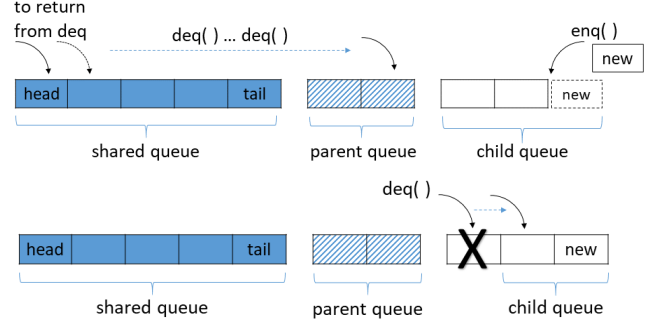 to return
from deq
deq( ) ... deq( )
enq( )
new
head
tail
new
shared queue
parent queue
child queue
deq( )
head
tail
X
new
shared queue
parent queue
child queue